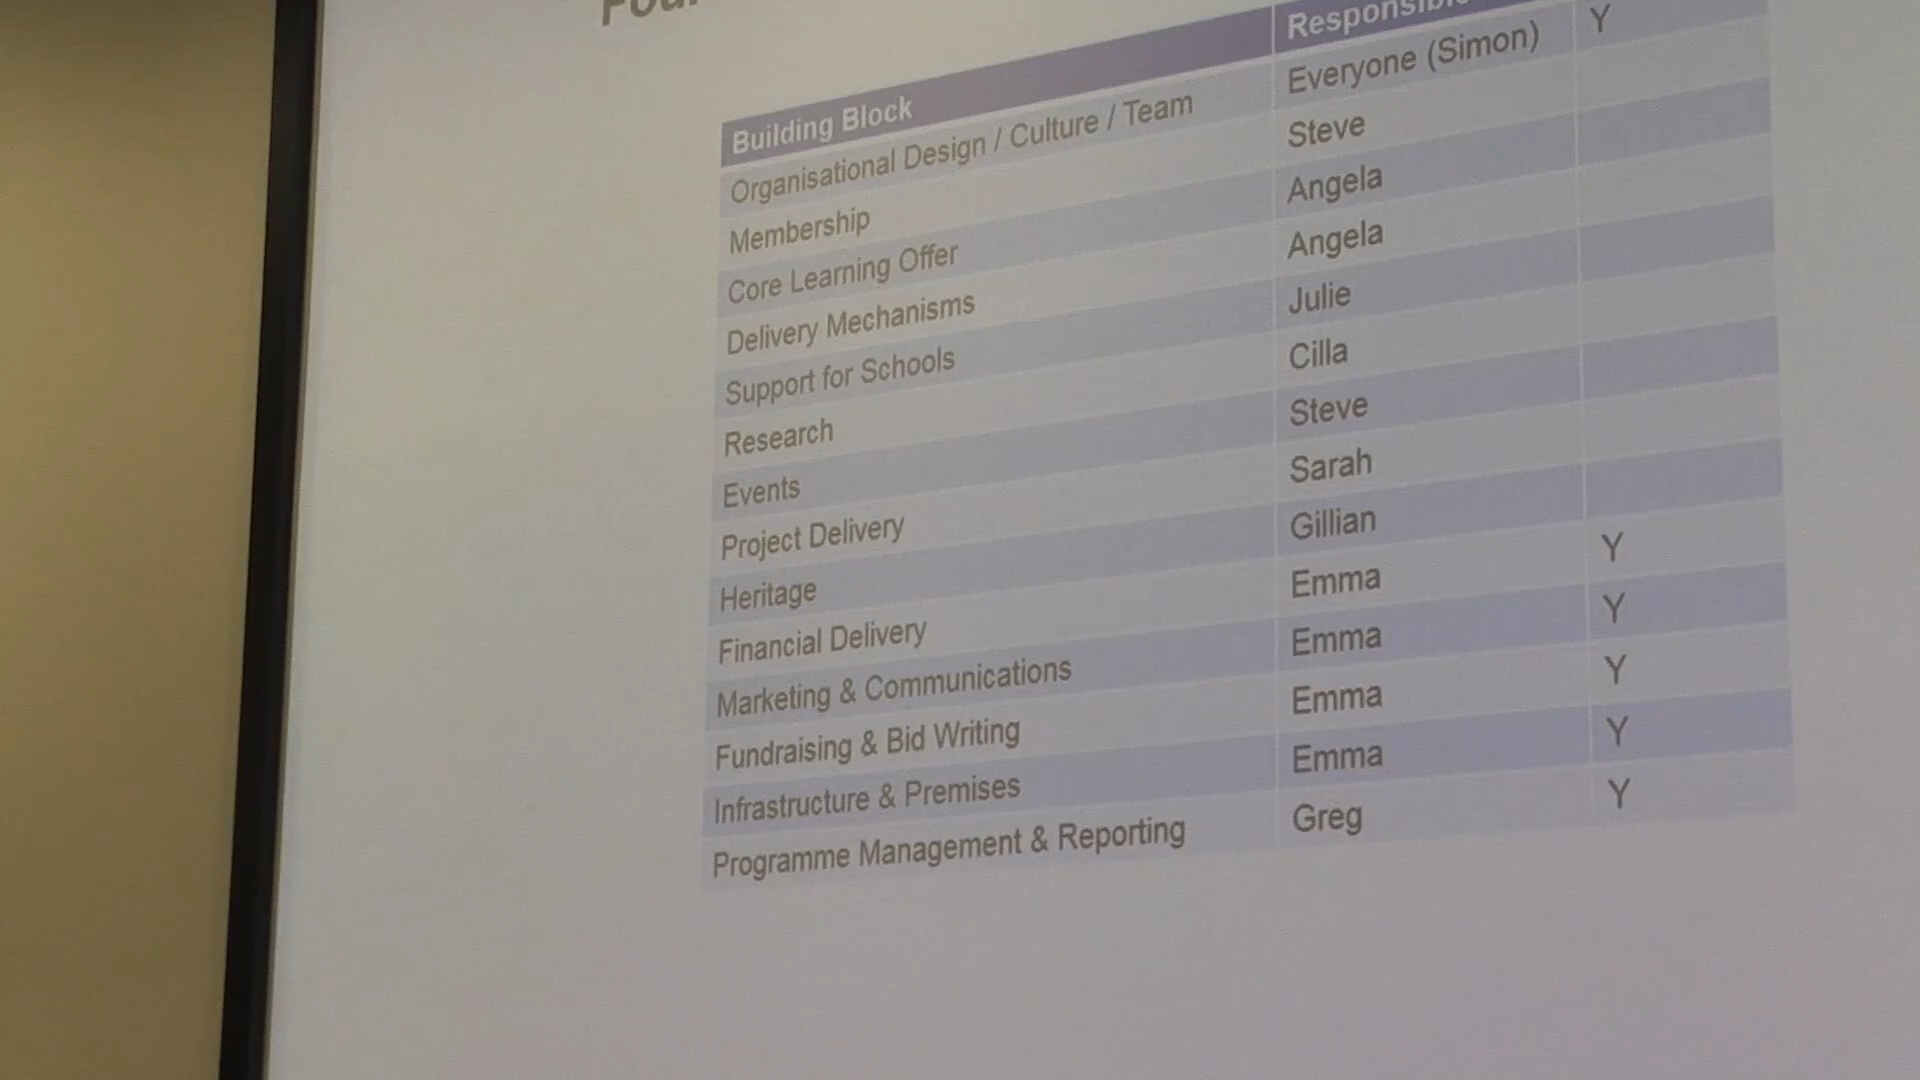 Building Block
Organisational Design / Culture / Team Everyone (Simon) Y
Membership Steve
Core Learning Offer Angela
Delivery Mechanisms Angela
Support for Schools Julie
Research Cilla
Events Steve
Project Delivery Sarah
Heritage Gillian
Financial Delivery Emma Y
Marketing & Communications Emma Y
Fundraising & Bid Writing Emma Y
Infrastructure & Premises Emma Y
Programme Management & Reporting Greg Y